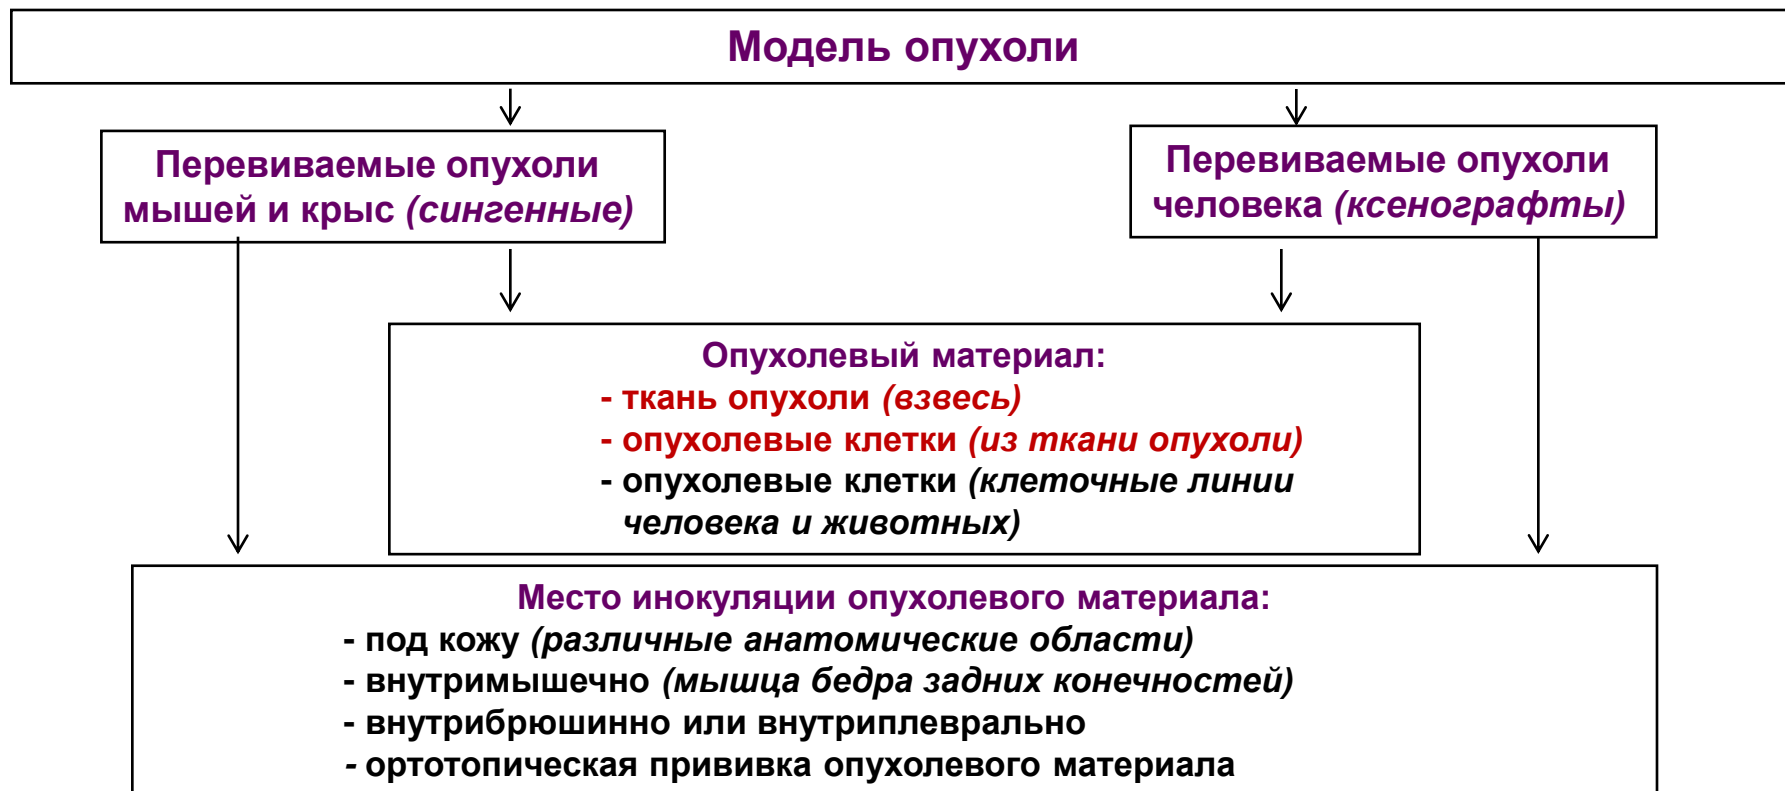 Модель опухоли
Перевиваемые опухоли
мышей и крыс (сингенные)
Перевиваемые опухоли
человека (ксенографты)
Опухолевый материал:
- ткань опухоли (взвесь)
- опухолевые клетки (из ткани опухоли)
- опухолевые клетки (клеточные линии
человека и животных)
Место инокуляции опухолевого материала:
- под кожу (различные анатомические области)
- внутримышечно (мышца бедра задних конечностей)
- внутрибрюшинно или внутриплеврально
- ортотопическая прививка опухолевого материала